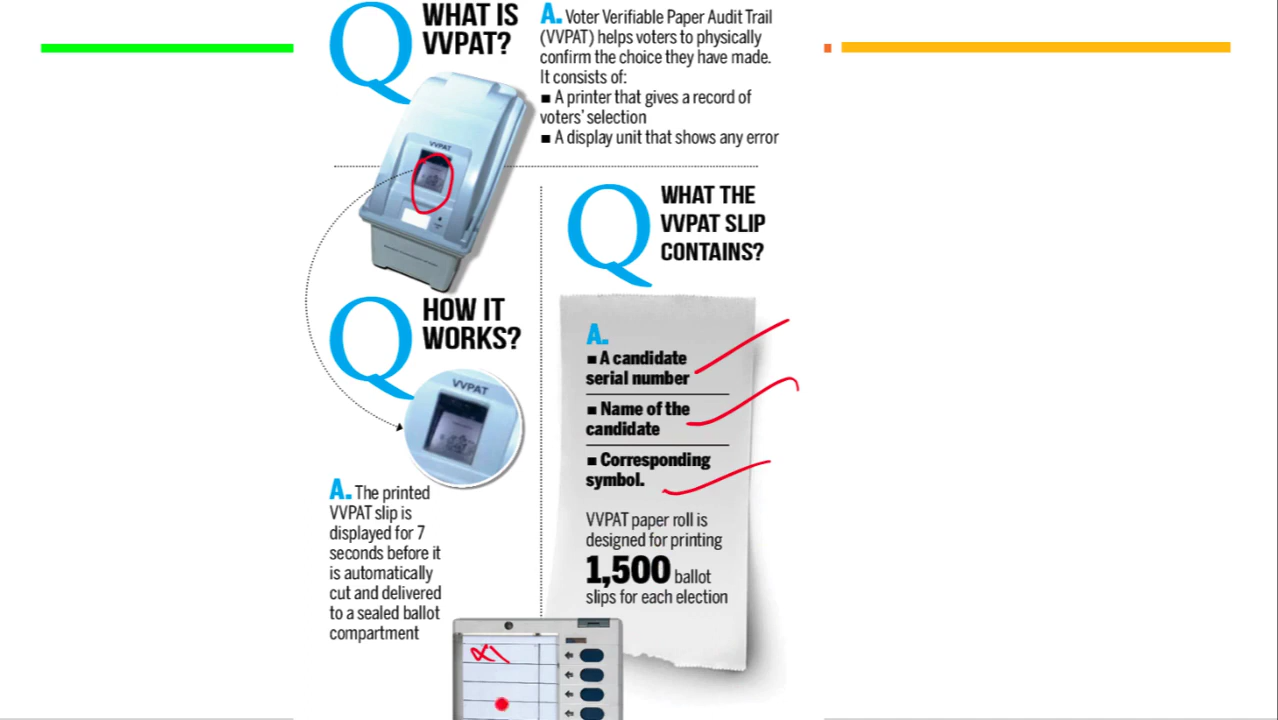 Q WHAT IS
VVPAT?
A. Voter Verifiable Paper Audit Trail
(VVPAT) helps voters to physically
confirm the choice they have made.
It consists of:
■ A printer that gives a record of
voters' selection
■ A display unit that shows any error
VVPAT
Q HOW IT
WORKS?
VVPAT
A. The printed
VVPAT slip is
displayed for 7
seconds before it
is automatically
cut and delivered
to a sealed ballot
compartment
Q WHAT THE
VVPAT SLIP
CONTAINS?
A.
■ A candidate
serial number
■ Name of the
candidate
■ Corresponding
symbol.
VVPAT paper roll is
designed for printing
1,500 ballot
slips for each election